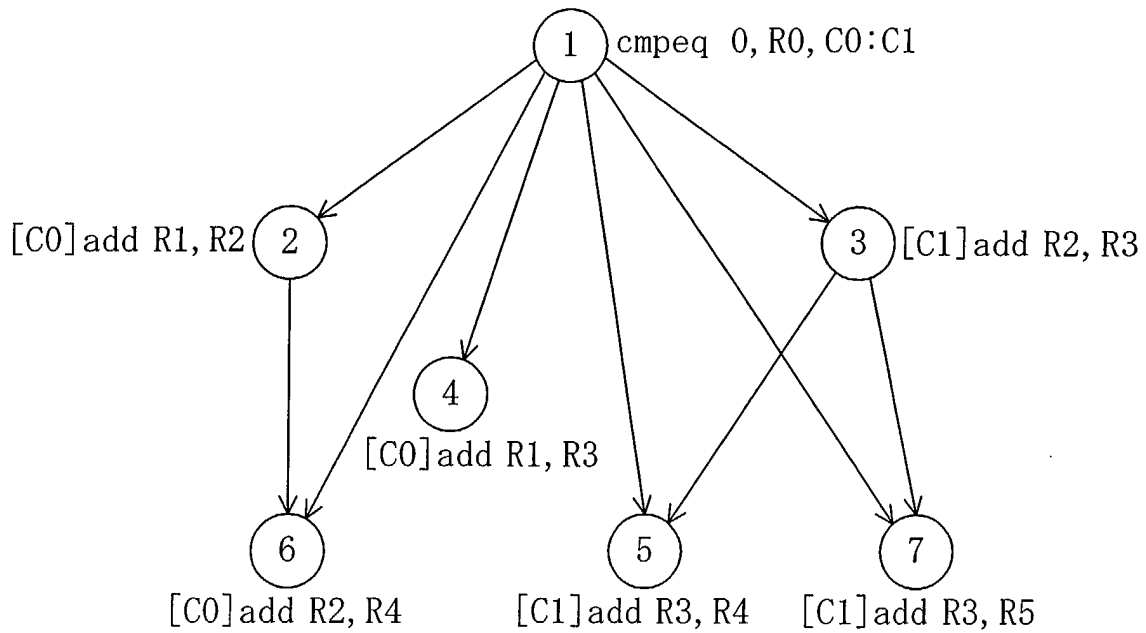 1 cmpeq 0, R0, C0:C1
[C0]add R1, R2 2
3 [C1]add R2, R3
4
[C0]add R1, R3
6
5
7
[C0]add R2, R4
[C1]add R3, R4
[C1]add R3, R5